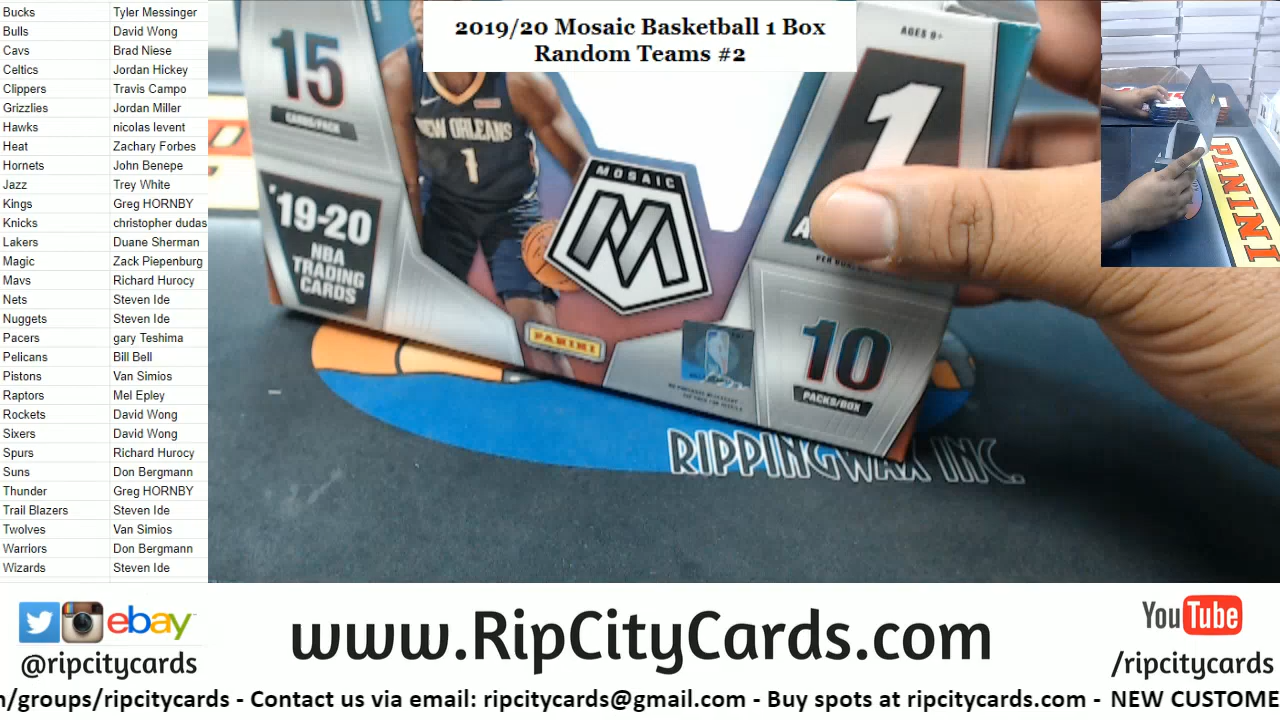 Bucks Tyler Messinger
Bulls David Wong
Cavs Brad Niese
Celtics Jordan Hickey
Clippers Travis Campo
Grizzlies Jordan Miller
Hawks nicolas levent
Heat Zachary Forbes
Hornets John Benepe
Jazz Trey White
Kings Greg HORNBY
Knicks christopher dudas
Lakers Duane Sherman
Magic Zack Piepenburg
Mavs Richard Hurocy
Nets Steven Ide
Nuggets Steven Ide
Pacers gary Teshima
Pelicans Bill Bell
Pistons Van Simios
Raptors Mel Epley
Rockets David Wong
Sixers David Wong
Spurs Richard Hurocy
Suns Don Bergmann
Thunder Greg HORNBY
Trail Blazers Steven Ide
Twolves Van Simios
Warriors Don Bergmann
Wizards Steven Ide
2019/20 Mosaic Basketball 1 Box
Random Teams #2
15
CARDS/PACK
'19-20
NBA
TRADING
CARDS
NEW ORLEANS
1
MOSAIC
M
PANINI
AGES 9+
1
10
PACKS/BOX
RIPPINGWAX INC.
PANINI
ebay
@ripcitycards
www.RipCityCards.com
YouTube
/ripcitycards
/groups/ripcitycards - Contact us via email: ripcitycards@gmail.com - Buy spots at ripcitycards.com - NEW CUSTOME